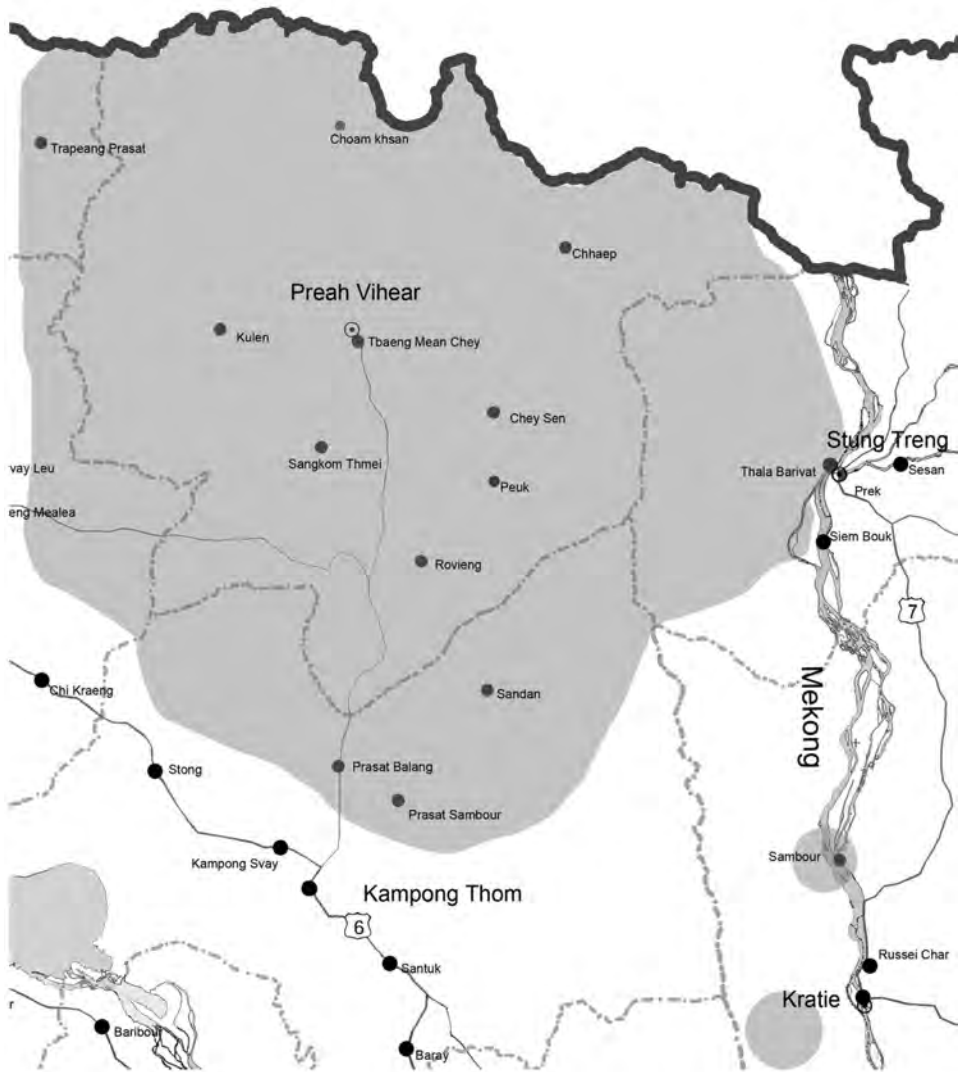 Choam khsan
Trapeang Prasat
Chhaep
Preah Vihear
Kulen
Tbaeng Mean Chey
Chey Sen
Stung Treng
Sangkom Thmei
vay Leu
Thala Barivat
Sesan
Peuk
Prek
eng Mealea
Siem Bouk
Rovieng
7
Mekong
Chi Kraeng
Sandan
Stong
Prasat Balang
Prasat Sambour
Kampong Svay
Sambour
Kampong Thom
6
Santuk
Russei Char
Kratie
r
Baribour
Baray